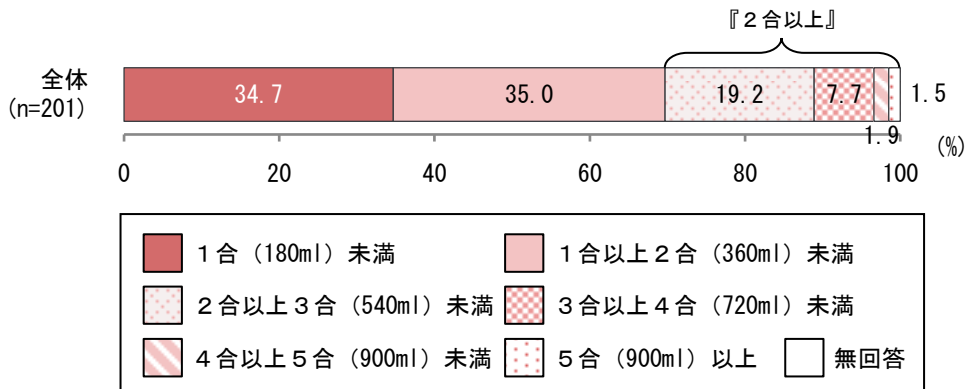 『２合以上』
全体
(n=201)
34.7
35.0
19.2
7.7
1.5
1.9
(%)
0
20
40
60
80
100
１合（180ml）未満
１合以上２合（360ml）未満
２合以上３合（540ml）未満
３合以上４合（720ml）未満
４合以上５合（900ml）未満
５合（900ml）以上
無回答